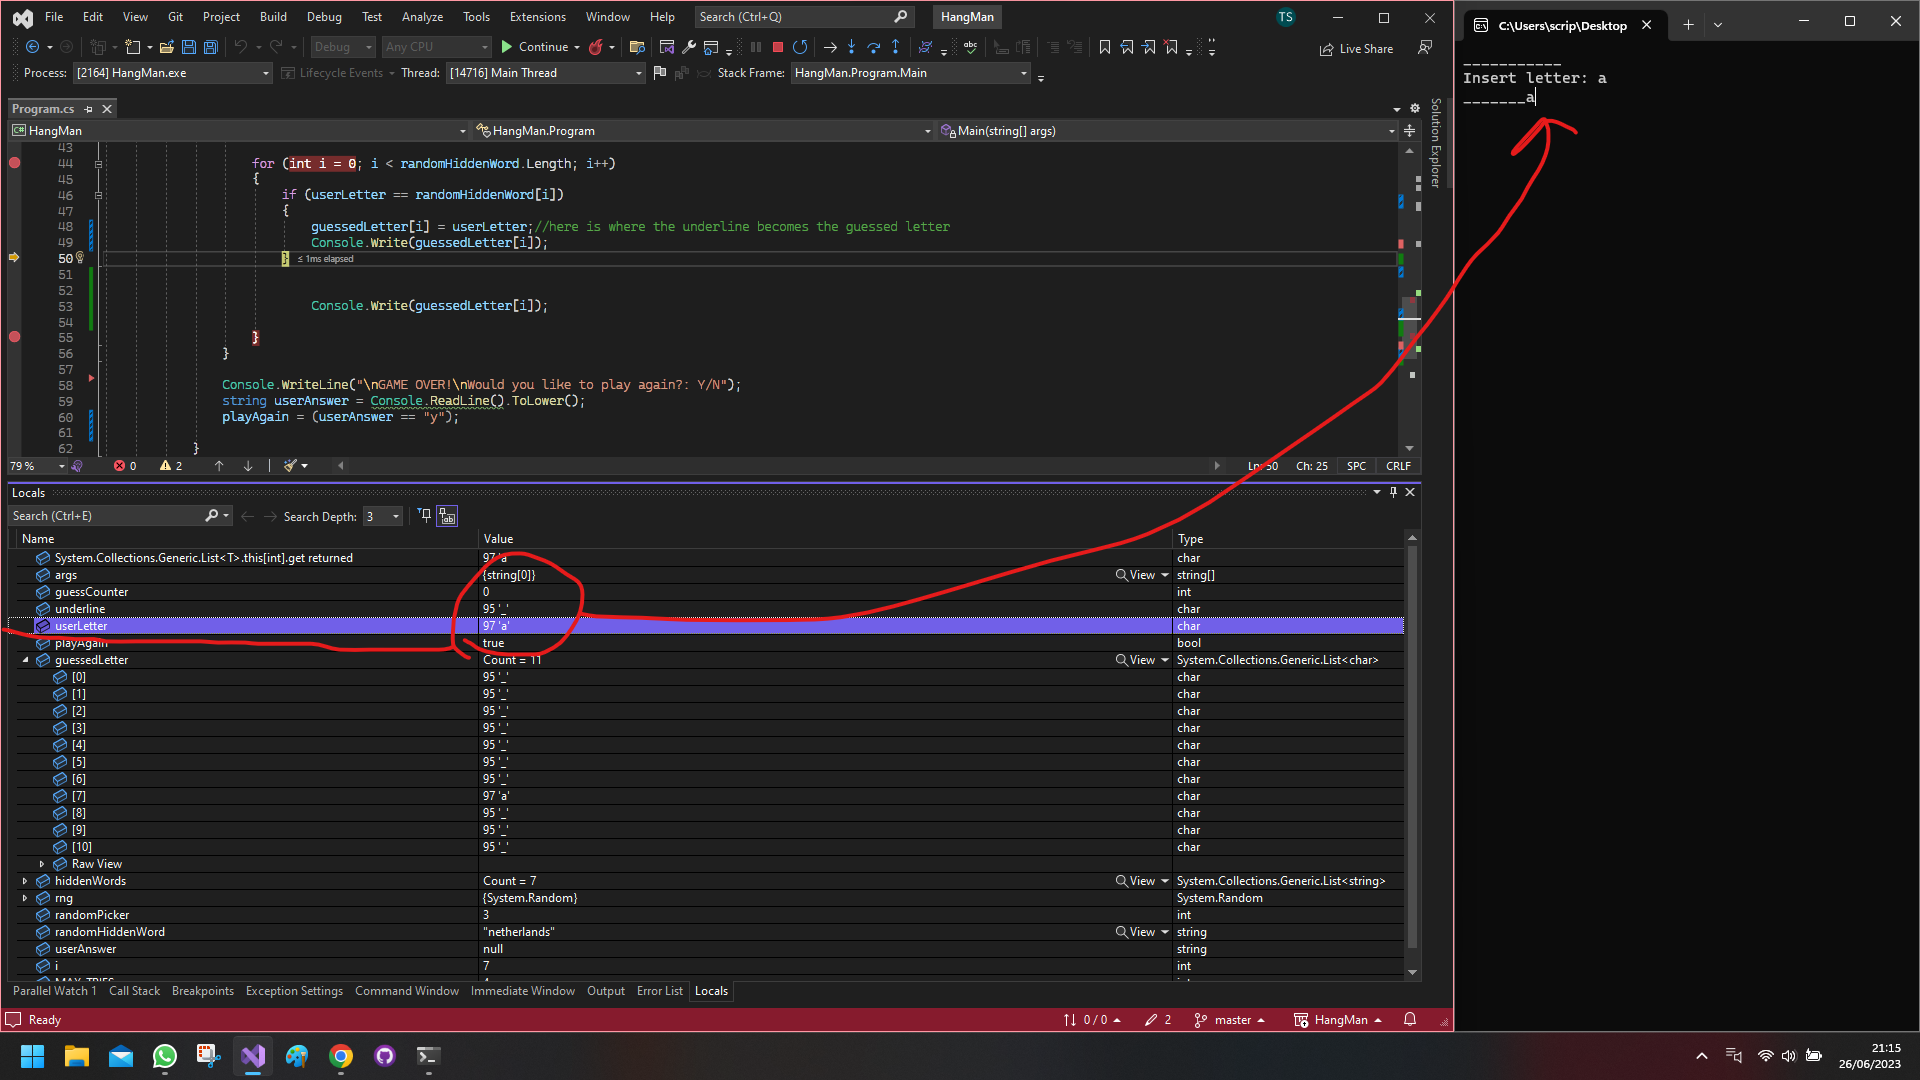 File Edit View Git Project Build Debug Test Analyze Tools Extensions Window Help Search (Ctrl+Q) HangMan TS
Debug Any CPU Continue Live Share
Process: [2164] HangMan.exe Lifecycle Events Thread: [14716] Main Thread Stack Frame: HangMan.Program.Main
Program.cs
HangMan HangMan.Program Main(string[] args)
43
44 for (int i = 0; i < randomHiddenWord.Length; i++)
45 {
46 if (userLetter == randomHiddenWord[i])
47 {
48 guessedLetter[i] = userLetter;//here is where the underline becomes the guessed letter
49 Console.Write(guessedLetter[i]);
50 } ≤ 1ms elapsed
51
52
53 Console.Write(guessedLetter[i]);
54
55 }
56 }
57
58 Console.WriteLine("\nGAME OVER!\nWould you like to play again?: Y/N");
59 string userAnswer = Console.ReadLine().ToLower();
60 playAgain = (userAnswer == "y");
61
62 }
79 % 0 2 Ln: 50 Ch: 25 SPC CRLF
Locals
Search (Ctrl+E) Search Depth: 3
Name Value Type
System.Collections.Generic.List<T>.this[int].get returned 97 'a' char
args {string[0]} View string[]
guessCounter 0 int
underline 95 '_' char
userLetter 97 'a' char
playAgain true bool
guessedLetter Count = 11 View System.Collections.Generic.List<char>
[0] 95 '_' char
[1] 95 '_' char
[2] 95 '_' char
[3] 95 '_' char
[4] 95 '_' char
[5] 95 '_' char
[6] 95 '_' char
[7] 97 'a' char
[8] 95 '_' char
[9] 95 '_' char
[10] 95 '_' char
Raw View
hiddenWords Count = 7 View System.Collections.Generic.List<string>
rng {System.Random} System.Random
randomPicker 3 int
randomHiddenWord "netherlands" View string
userAnswer null string
i 7 int
Parallel Watch 1 Call Stack Breakpoints Exception Settings Command Window Immediate Window Output Error List Locals
Ready 0 / 0 2 master HangMan
Solution Explorer
C:\Users\scrip\Desktop
___________
Insert letter: a
_______a
21:15
26/06/2023